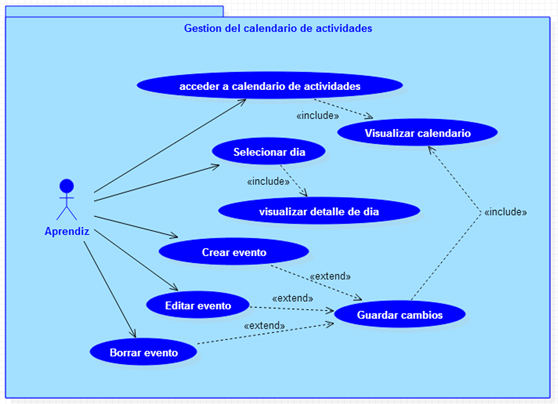 Gestion del calendario de actividades
acceder a calendario de actividades
«include»
Visualizar calendario
Selecionar dia
«include»
visualizar detalle de dia
«include»
Aprendiz
Crear evento
«extend»
Editar evento
«extend»
Guardar cambios
«extend»
Borrar evento